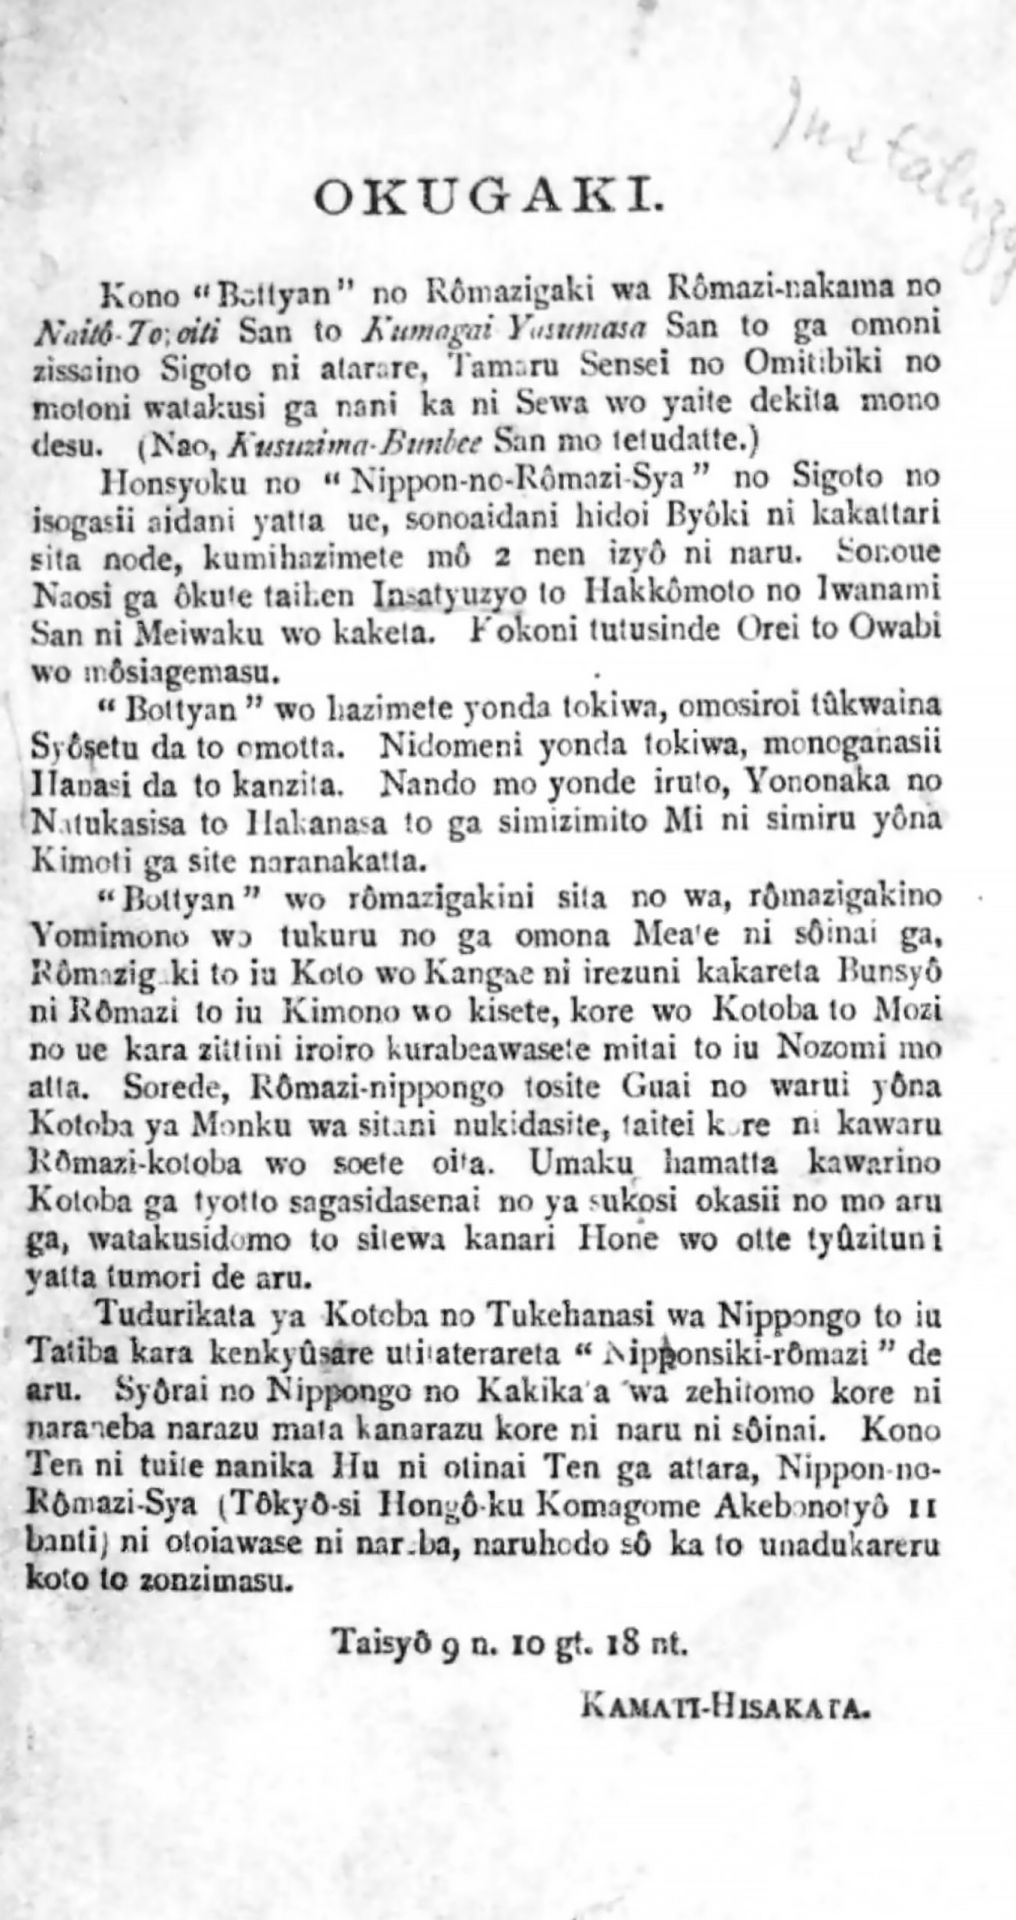 OKUGAKI.
Kono “Bottyan” no Rômazigaki wa Rômazi-nakama no
Naitô- San to Kumagai Yasumasa San to ga omoni
zissaino Sigoto ni atarare, Tamaru Sensei no Omitibiki no
motoni watakusi ga nani ka ni Sewa wo yaite dekita mono
desu. (Nao, Kusuzima-Bunbee San mo tetudatte.)
Honsyoku no “Nippon-no-Rômazi-Sya” no Sigoto no
isogasii aidani yatta ue, sonoaidani hidoi Byôki ni kakattari
sita node, kumihazimete mô 2 nen izyô ni naru. Sonoue
Naosi ga ôkute taihen Insatyuzyo to Hakkômoto no Iwanami
San ni Meiwaku wo kaketa. Kokoni tutusinde Orei to Owabi
wo môsiagemasu.
“Bottyan” wo hazimete yonda tokiwa, omosiroi tûkwaina
Syôsetu da to omotta. Nidomeni yonda tokiwa, monoganasii
Hanasi da to kanzita. Nando mo yonde iruto, Yononaka no
Natukasisa to Hakanasa to ga simizimito Mi ni simiru yôna
Kimoti ga site naranakatta.
“Bottyan” wo rômazigakini sita no wa, rômazigakino
Yomimono wo tukuru no ga omona Meate ni sôinai ga,
Rômazigaki to iu Koto wo Kangae ni irezuni kakareta Bunsyô
ni Rômazi to iu Kimono wo kisete, kore wo Kotoba to Mozi
no ue kara zittini iroiro kurabeawasete mitai to iu Nozomi mo
atta. Sorede, Rômazi-nippongo tosite Guai no warui yôna
Kotoba ya Monku wa sitani nukidasite, taitei kore ni kawaru
Rômazi-kotoba wo soete oita. Umaku hamatta kawarino
Kotoba ga tyotto sagasidasenai no ya sukosi okasii no mo aru
ga, watakusidomo to sitewa kanari Hone wo otte tyûzituni
yatta tumori de aru.
Tudurikata ya Kotoba no Tukehanasi wa Nippongo to iu
Tatiba kara kenkyûsare utitaterareta “Nipponsiki-rômazi” de
aru. Syôrai no Nippongo no Kakikata wa zehitomo kore ni
naraneba narazu mata kanarazu kore ni naru ni sôinai. Kono
Ten ni tuite nanika Hu ni otinai Ten ga attara, Nippon-no-
Rômazi-Sya (Tôkyô-si Hongô-ku Komagome Akebonotyô 11
banti) ni otoiawase ni nareba, naruhodo sô ka to unadukareru
koto to zonzimasu.
Taisyô 9 n. 10 gt. 18 nt.
KAMATI-HISAKATA.